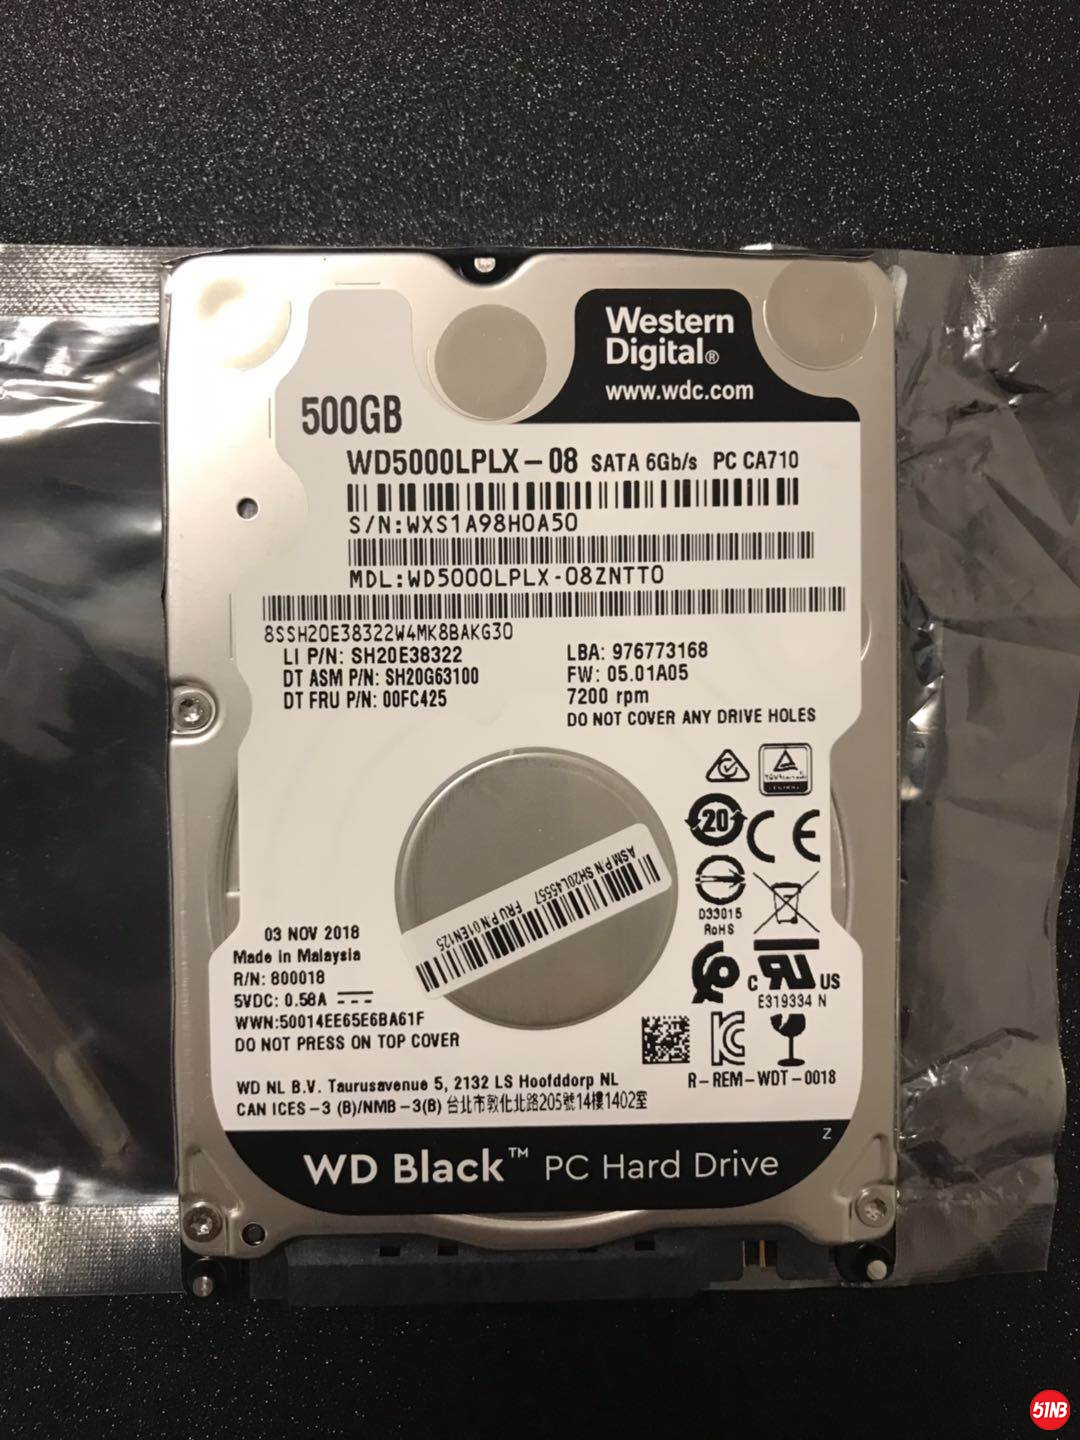 Western
Digital®
www.wdc.com
500GB
WD5000LPLX-08 SATA 6Gb/s PC CA710
S/N:WXS1A98H0A50
MDL:WD5000LPLX-08ZNTT0
8SSH20E38322W4MK8BAKG30
LI P/N: SH20E38322
DT ASM P/N: SH20G63100
DT FRU P/N: 00FC425
LBA: 976773168
FW: 05.01A05
7200 rpm
DO NOT COVER ANY DRIVE HOLES
20
CE
D33015
RoHS
ASM P/N SH20L45557
FRU P/N 01EN125
03 NOV 2018
Made in Malaysia
R/N: 800018
5VDC: 0.58A
WWN:50014EE65E6BA61F
DO NOT PRESS ON TOP COVER
C US
E319334 N
R-REM-WDT-0018
WD NL B.V. Taurusavenue 5, 2132 LS Hoofddorp NL
CAN ICES-3 (B)/NMB-3(B) 台北市敦化北路205號14樓1402室
Z
WD Black™ PC Hard Drive
51NB